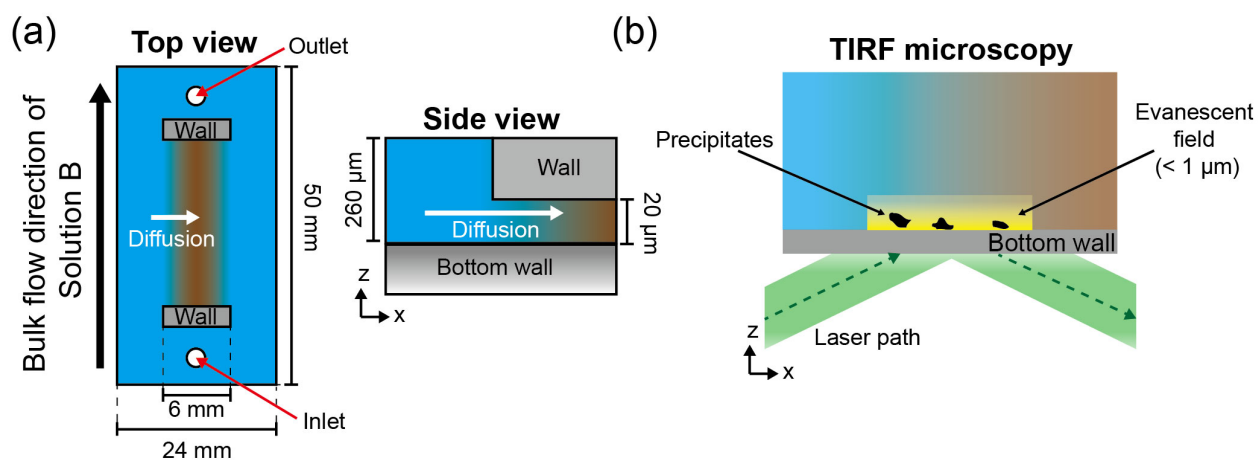 (a)
Top view
Outlet
Bulk flow direction of
Solution B
Wall
Diffusion
Wall
50 mm
6 mm
Inlet
24 mm
Side view
260 μm
Wall
Diffusion
20 μm
Bottom wall
z
x
(b)
TIRF microscopy
Precipitates
Evanescent
field
(< 1 μm)
Bottom wall
Laser path
z
x